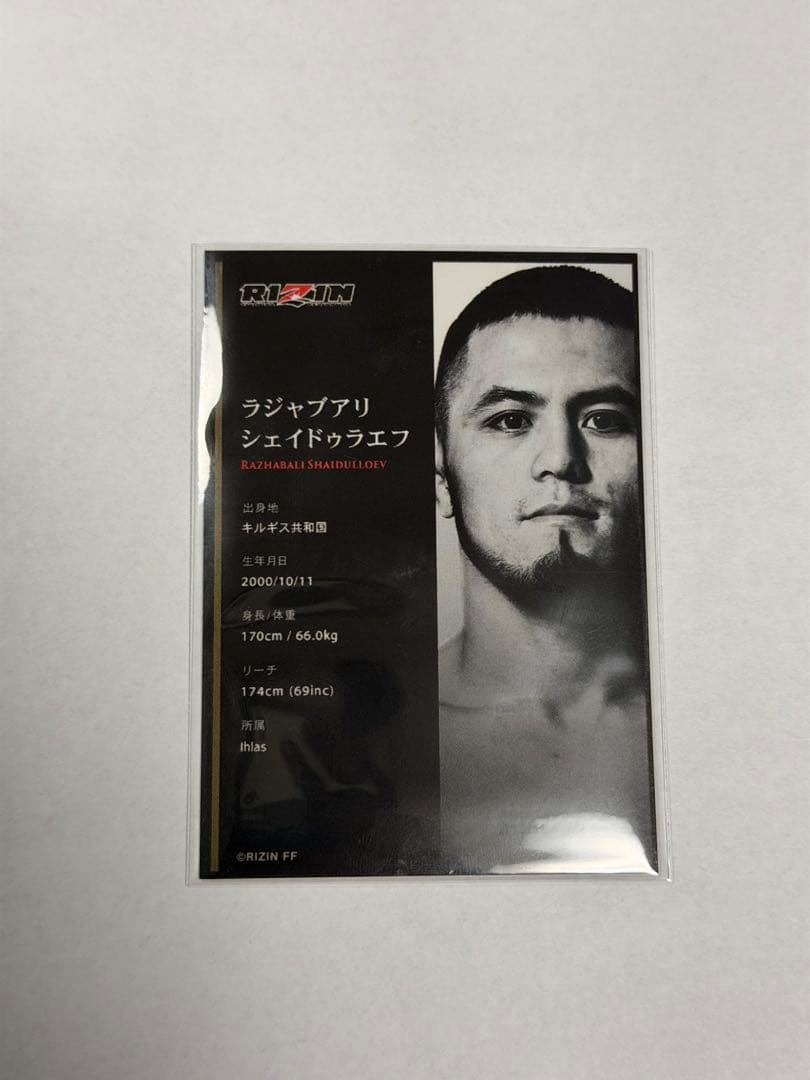 RIZIN
ラジャブアリ
シェイドゥラエフ
RAZHABALI SHAIDULLOEV
出身地
キルギス共和国
生年月日
2000/10/11
身長/体重
170cm / 66.0kg
リーチ
174cm (69inc)
所属
Ihlas
©RIZIN FF